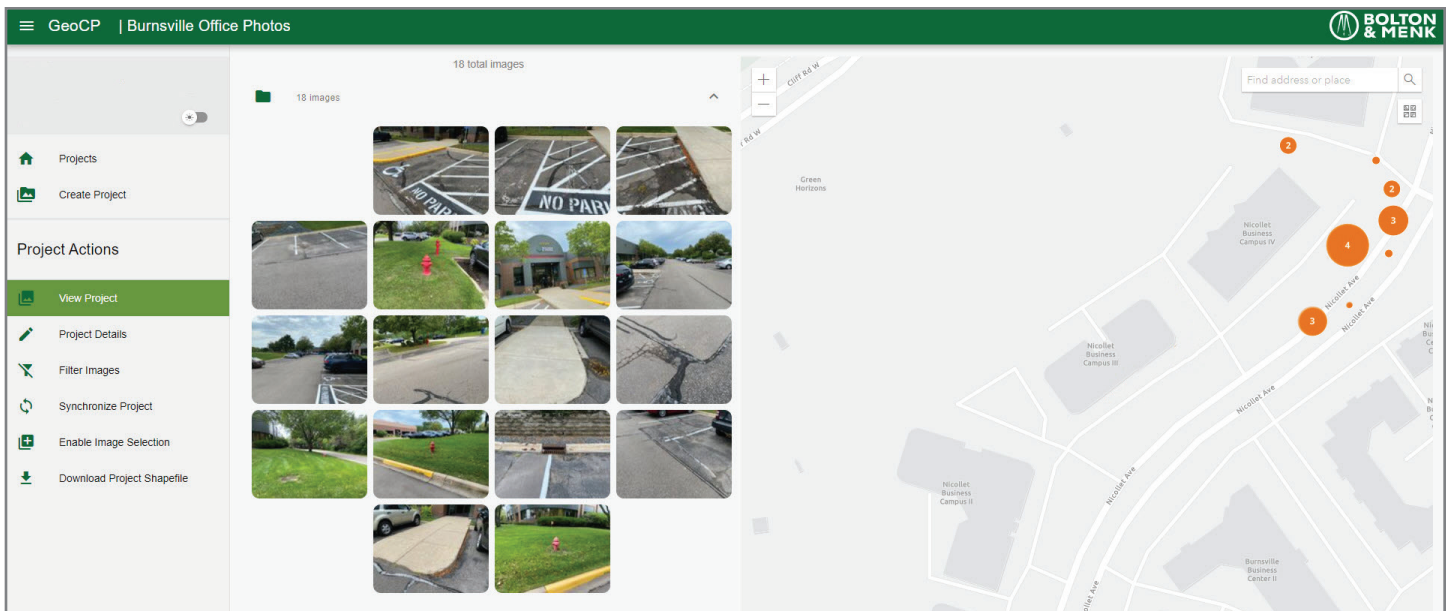 GeoCP | Burnsville Office Photos
BOLTON
& MENK
Projects
Create Project
Project Actions
View Project
Project Details
Filter Images
Synchronize Project
Enable Image Selection
Download Project Shapefile
18 total images
18 images
NO PAR
NO PAR
Cliff Rd W
Rd W
Find address or place
Green
Horizons
2
2
3
4
3
Nicollet
Business
Campus IV
Nicollet Ave
Nicollet Ave
Nicollet
Business
Campus III
Nicollet Ave
Nicollet Ave
Nicollet
Business
Campus II
Burnsville
Business
Center II